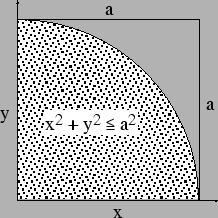 a
y
x² + y² ≦ a²
a
x